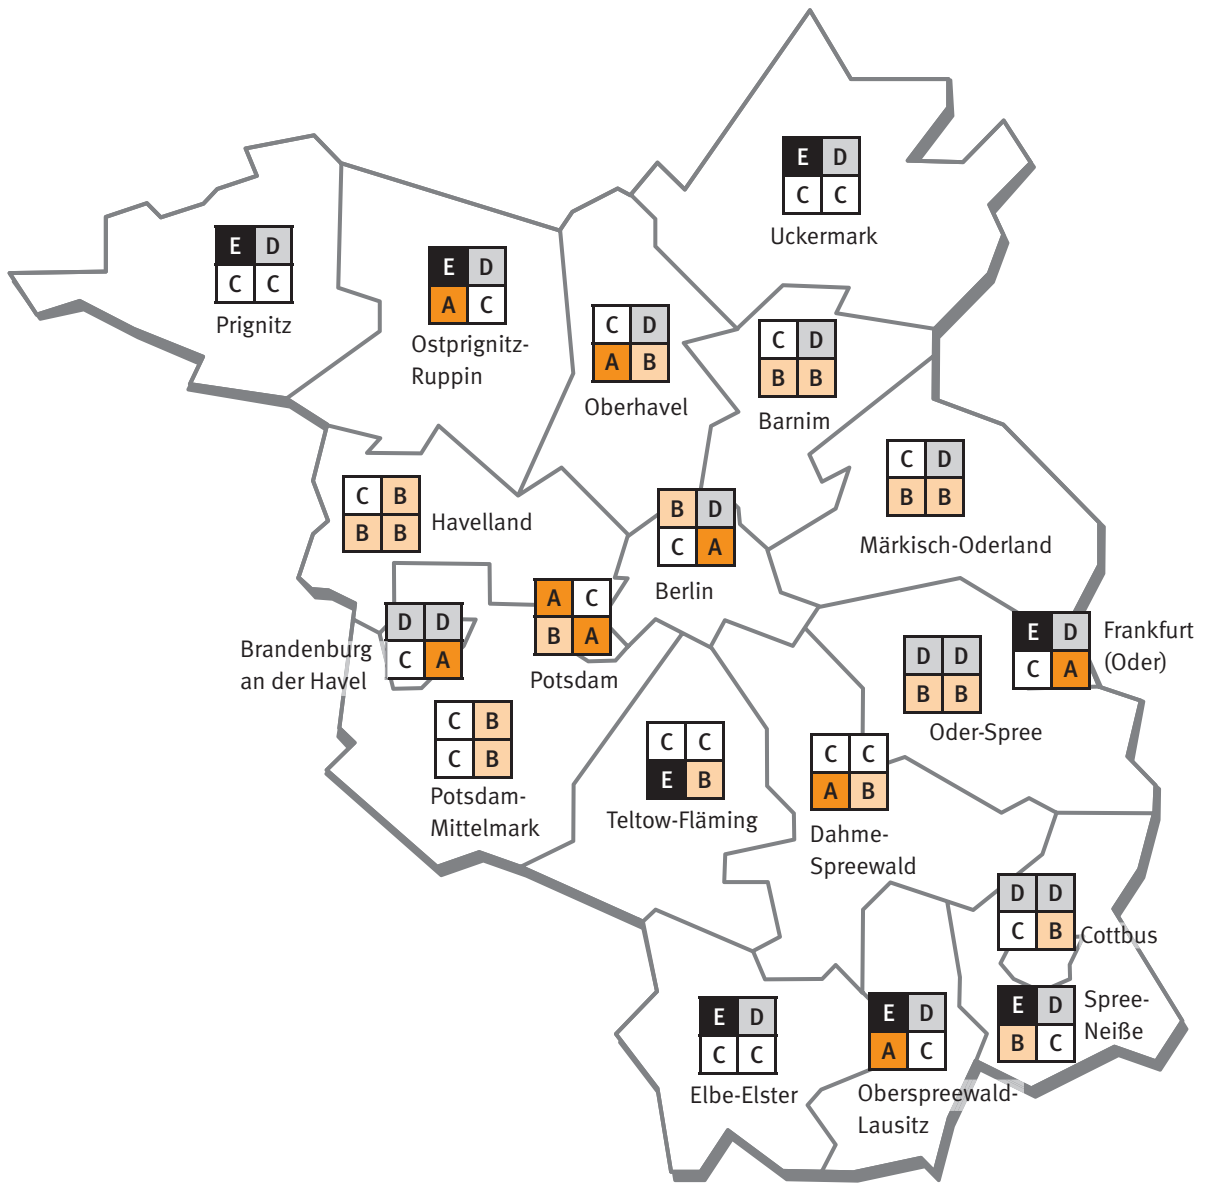 E D
C C
Uckermark
E D
C C
Prignitz
E D
A C
Ostprignitz-
Ruppin
C D
A B
Oberhavel
C D
B B
Barnim
C D
B B
Märkisch-Oderland
C B
B B
Havelland
B D
C A
Berlin
A C
B A
Potsdam
D D
C A
Brandenburg
an der Havel
E D
C A
Frankfurt
(Oder)
D D
B B
Oder-Spree
C B
C B
Potsdam-
Mittelmark
C C
E B
Teltow-Fläming
C C
A B
Dahme-
Spreewald
D D
C B
Cottbus
E D
B C
Spree-
Neiße
E D
C C
Elbe-Elster
E D
A C
Oberspreewald-
Lausitz